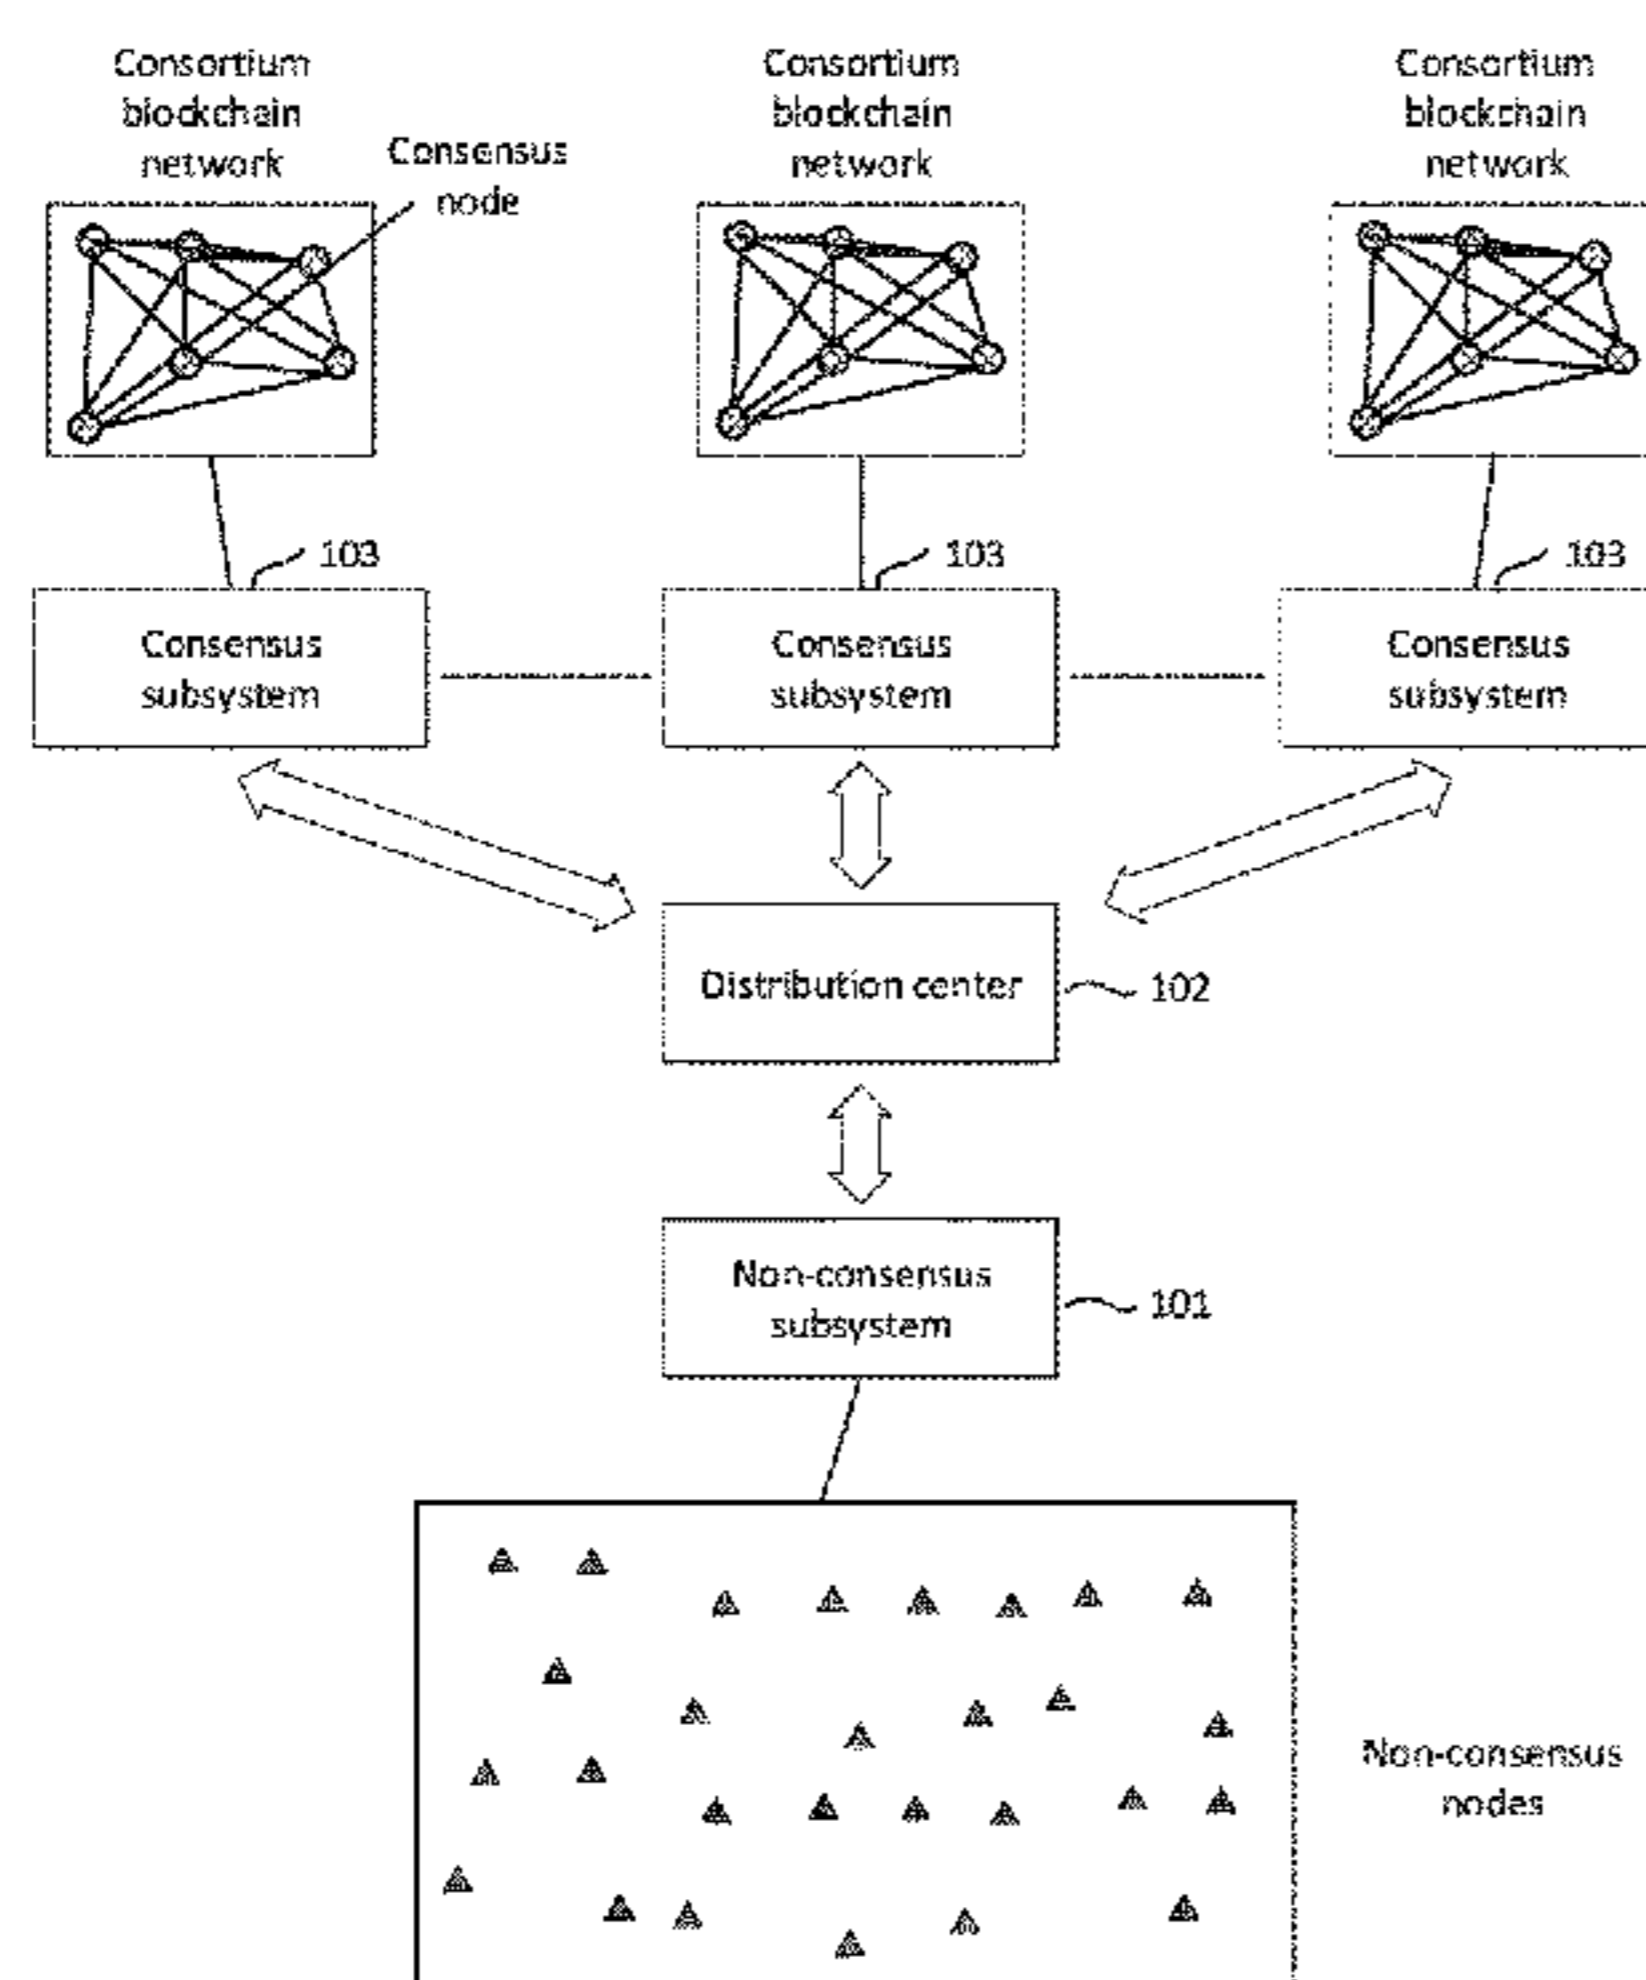 Consortium
blockchain
network
Consensus
node
Consortium
blockchain
network
Consortium
blockchain
network
103
103
103
Consensus
subsystem
Consensus
subsystem
Consensus
subsystem
Distribution center
102
Non-consensus
subsystem
101
Non-consensus
nodes